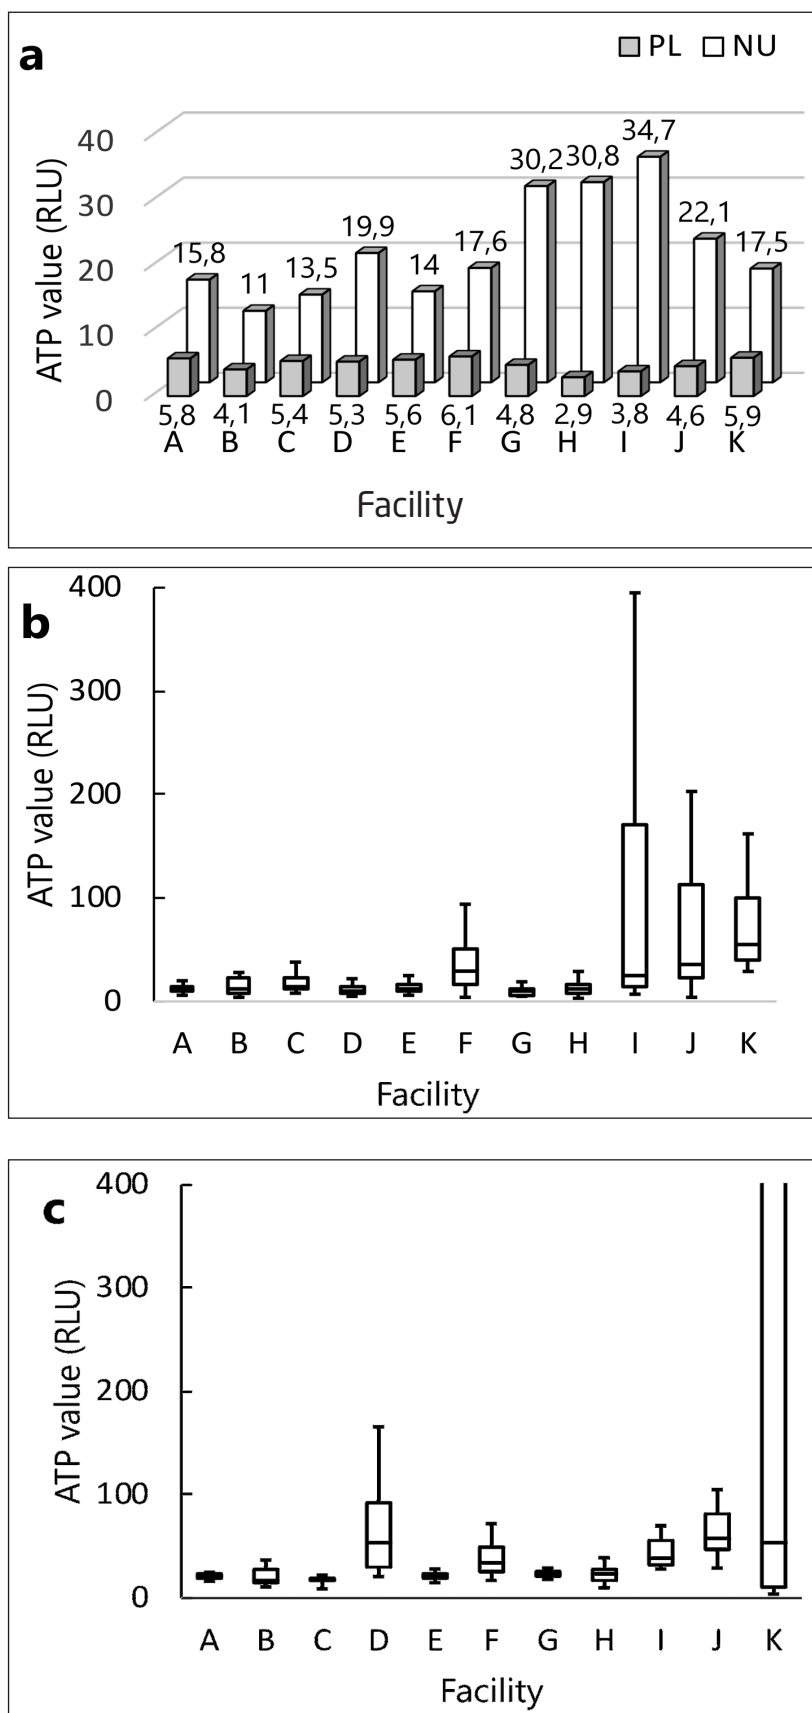 a
PL NU
ATP value (RLU)
40
30
20
10
0
15,8 11 13,5 19,9 14 17,6 30,2 30,8 34,7 22,1 17,5
5,8 4,1 5,4 5,3 5,6 6,1 4,8 2,9 3,8 4,6 5,9
A B C D E F G H I J K
Facility
b
ATP value (RLU)
400
300
200
100
0
A B C D E F G H I J K
Facility
c
ATP value (RLU)
400
300
200
100
0
A B C D E F G H I J K
Facility